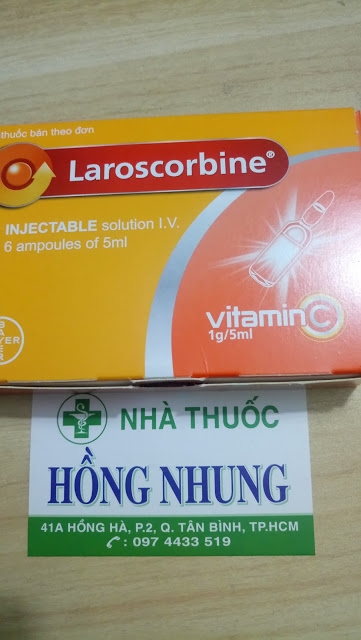 thuốc bán theo đơn
Laroscorbine®
INJECTABLE solution I.V.
6 ampoules of 5ml
vitamin C
1g/5ml
BAYER
NHÀ THUỐC
HỒNG NHUNG
41A HỒNG HÀ, P.2, Q. TÂN BÌNH, TP.HCM
: 097 4433 519